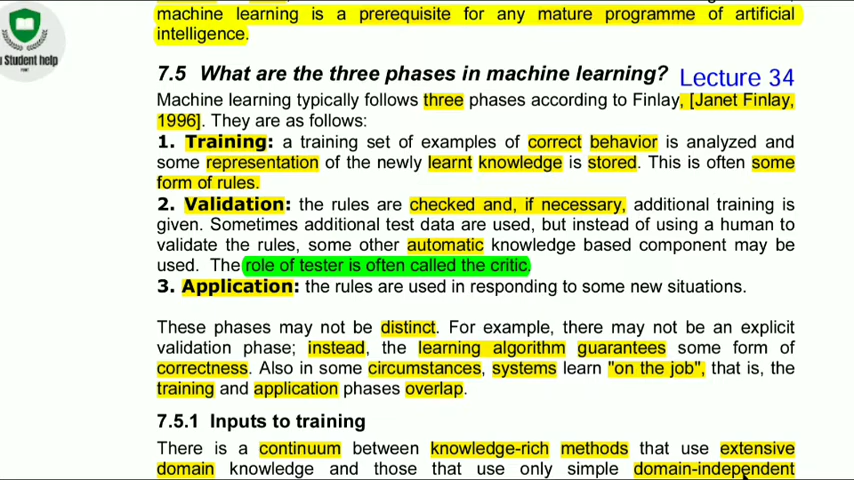 machine learning is a prerequisite for any mature programme of artificial
intelligence.
Student help
7.5 What are the three phases in machine learning? Lecture 34
Machine learning typically follows three phases according to Finlay, [Janet Finlay,
1996]. They are as follows:
1. Training: a training set of examples of correct behavior is analyzed and
some representation of the newly learnt knowledge is stored. This is often some
form of rules.
2. Validation: the rules are checked and, if necessary, additional training is
given. Sometimes additional test data are used, but instead of using a human to
validate the rules, some other automatic knowledge based component may be
used. The role of tester is often called the critic.
3. Application: the rules are used in responding to some new situations.
These phases may not be distinct. For example, there may not be an explicit
validation phase; instead, the learning algorithm guarantees some form of
correctness. Also in some circumstances, systems learn "on the job", that is, the
training and application phases overlap.
7.5.1 Inputs to training
There is a continuum between knowledge-rich methods that use extensive
domain knowledge and those that use only simple domain-independent